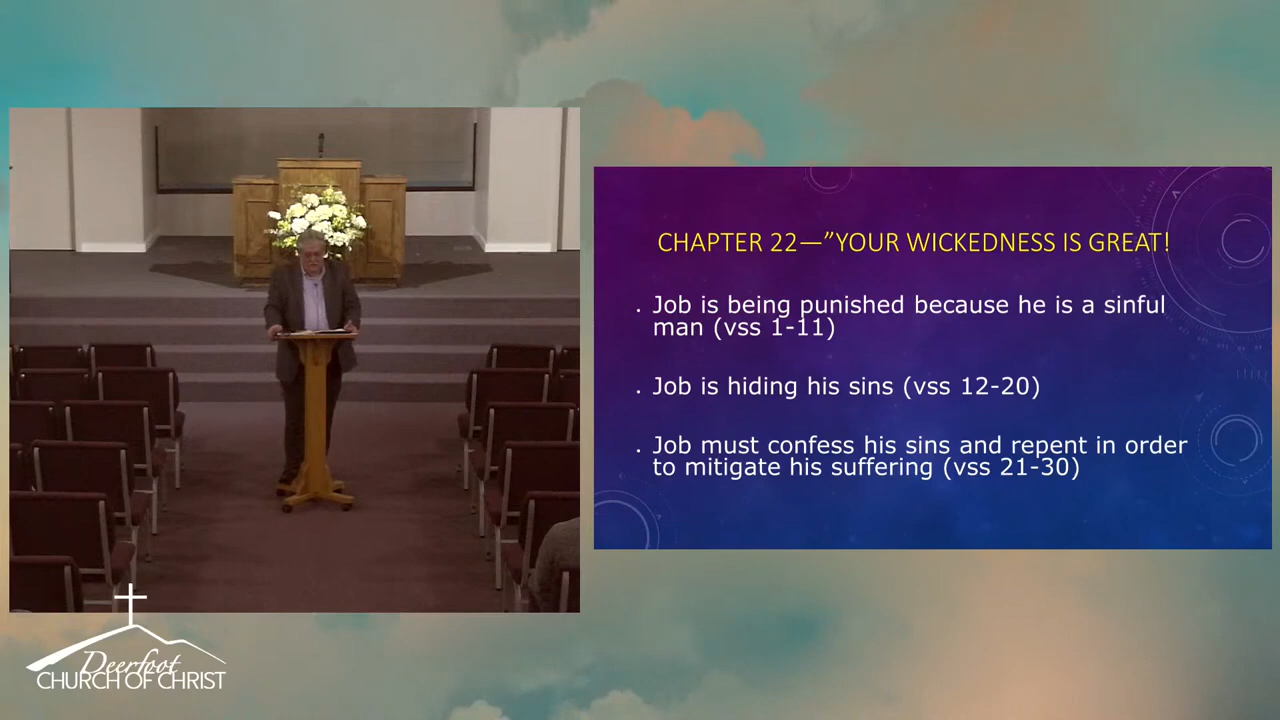 CHAPTER 22—”YOUR WICKEDNESS IS GREAT!
. Job is being punished because he is a sinful
man (vss 1-11)
. Job is hiding his sins (vss 12-20)
. Job must confess his sins and repent in order
to mitigate his suffering (vss 21-30)
Deerfoot
CHURCH OF CHRIST